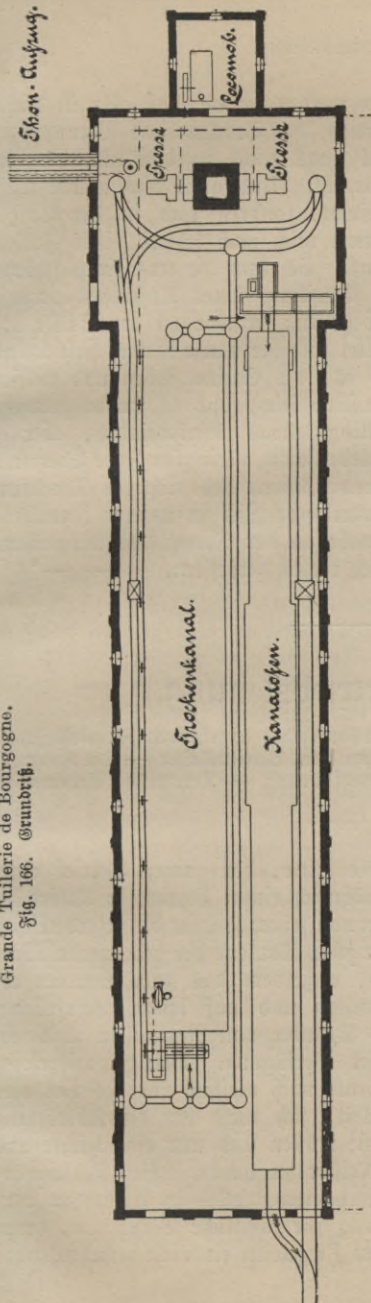 Grande Tuilerie de Bourgogne.
Fig. 166. Grundriß.
Thon-Aufzug.
Locomob.
Presse
Presse
Trockenkanal.
Kanalofen.